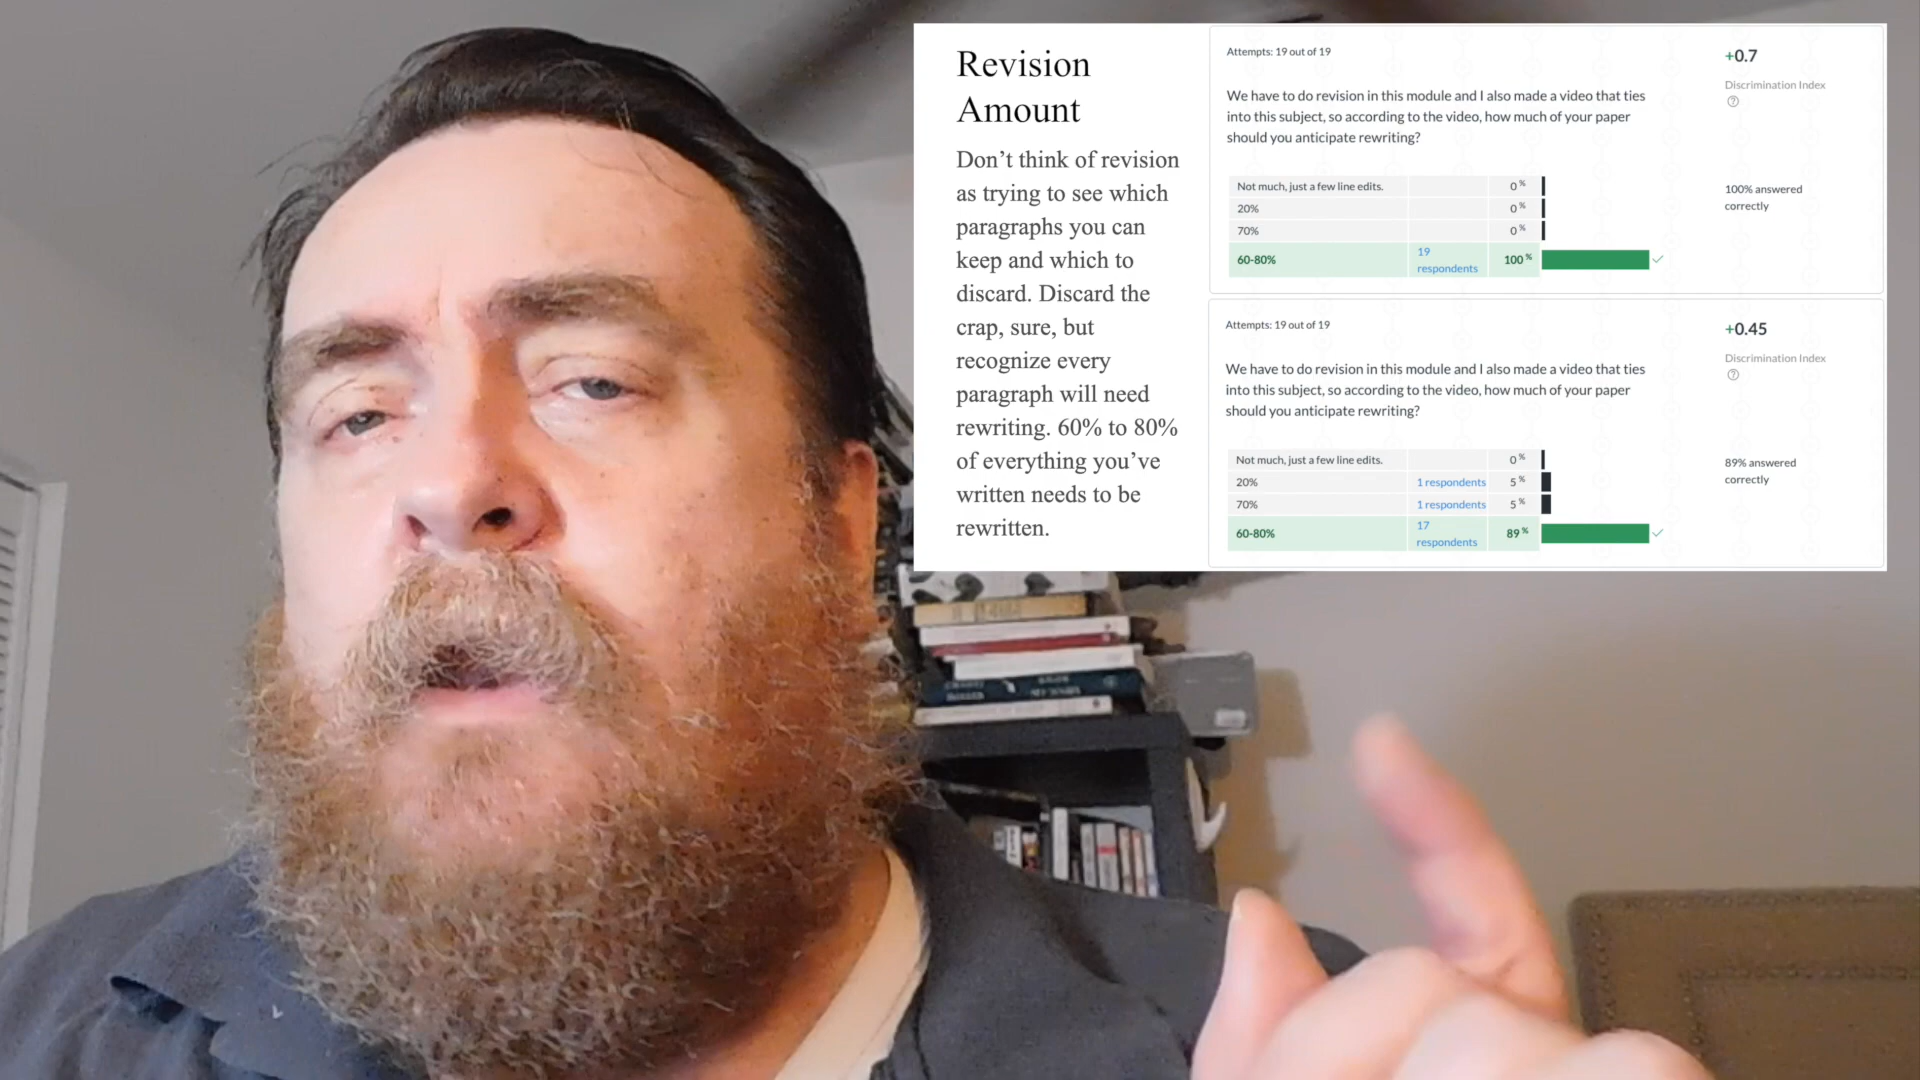 Revision
Amount
Don't think of revision
as trying to see which
paragraphs you can
keep and which to
discard. Discard the
crap, sure, but
recognize every
paragraph will need
rewriting. 60% to 80%
of everything you've
written needs to be
rewritten.
Attempts: 19 out of 19
+0.7
Discrimination Index
?
We have to do revision in this module and I also made a video that ties
into this subject, so according to the video, how much of your paper
should you anticipate rewriting?
Not much, just a few line edits. 0 %
20% 0 %
70% 0 %
60-80% 19 respondents 100 %
100% answered
correctly
Attempts: 19 out of 19
+0.45
Discrimination Index
?
We have to do revision in this module and I also made a video that ties
into this subject, so according to the video, how much of your paper
should you anticipate rewriting?
Not much, just a few line edits. 0 %
20% 1 respondents 5 %
70% 1 respondents 5 %
60-80% 17 respondents 89 %
89% answered
correctly